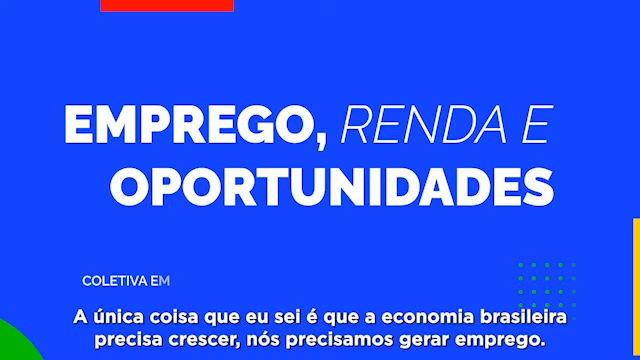 EMPREGO, RENDA E
OPORTUNIDADES
COLETIVA EM
A única coisa que eu sei é que a economia brasileira
precisa crescer, nós precisamos gerar emprego.